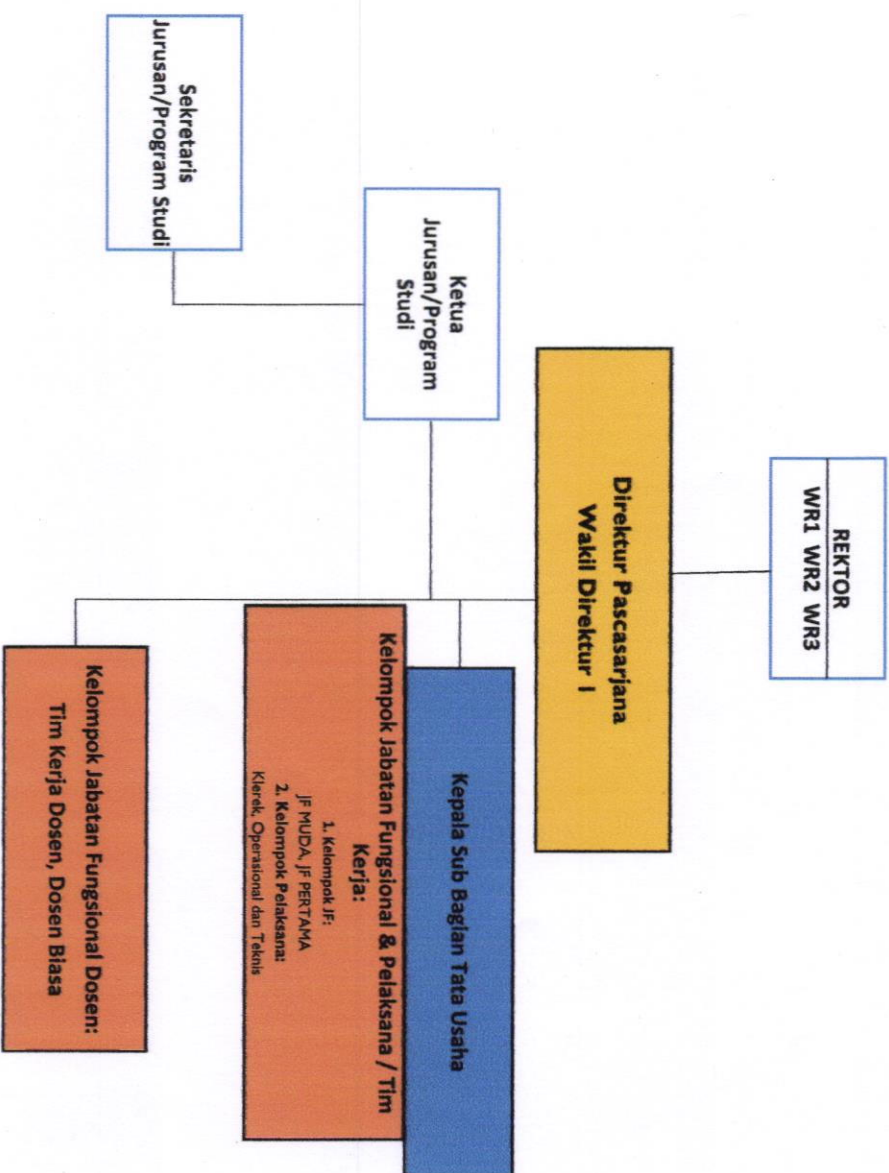 REKTOR
WR1 WR2 WR3
Direktur Pascasarjana
Wakil Direktur I
Ketua
Jurusan/Program
Studi
Sekretaris
Jurusan/Program Studi
Kepala Sub Bagian Tata Usaha
Kelompok Jabatan Fungsional & Pelaksana / Tim
Kerja:
1. Kelompok JF:
JF MUDA, JF PERTAMA
2. Kelompok Pelaksana:
Klerek, Operasional dan Teknis
Kelompok Jabatan Fungsional Dosen:
Tim Kerja Dosen, Dosen Biasa